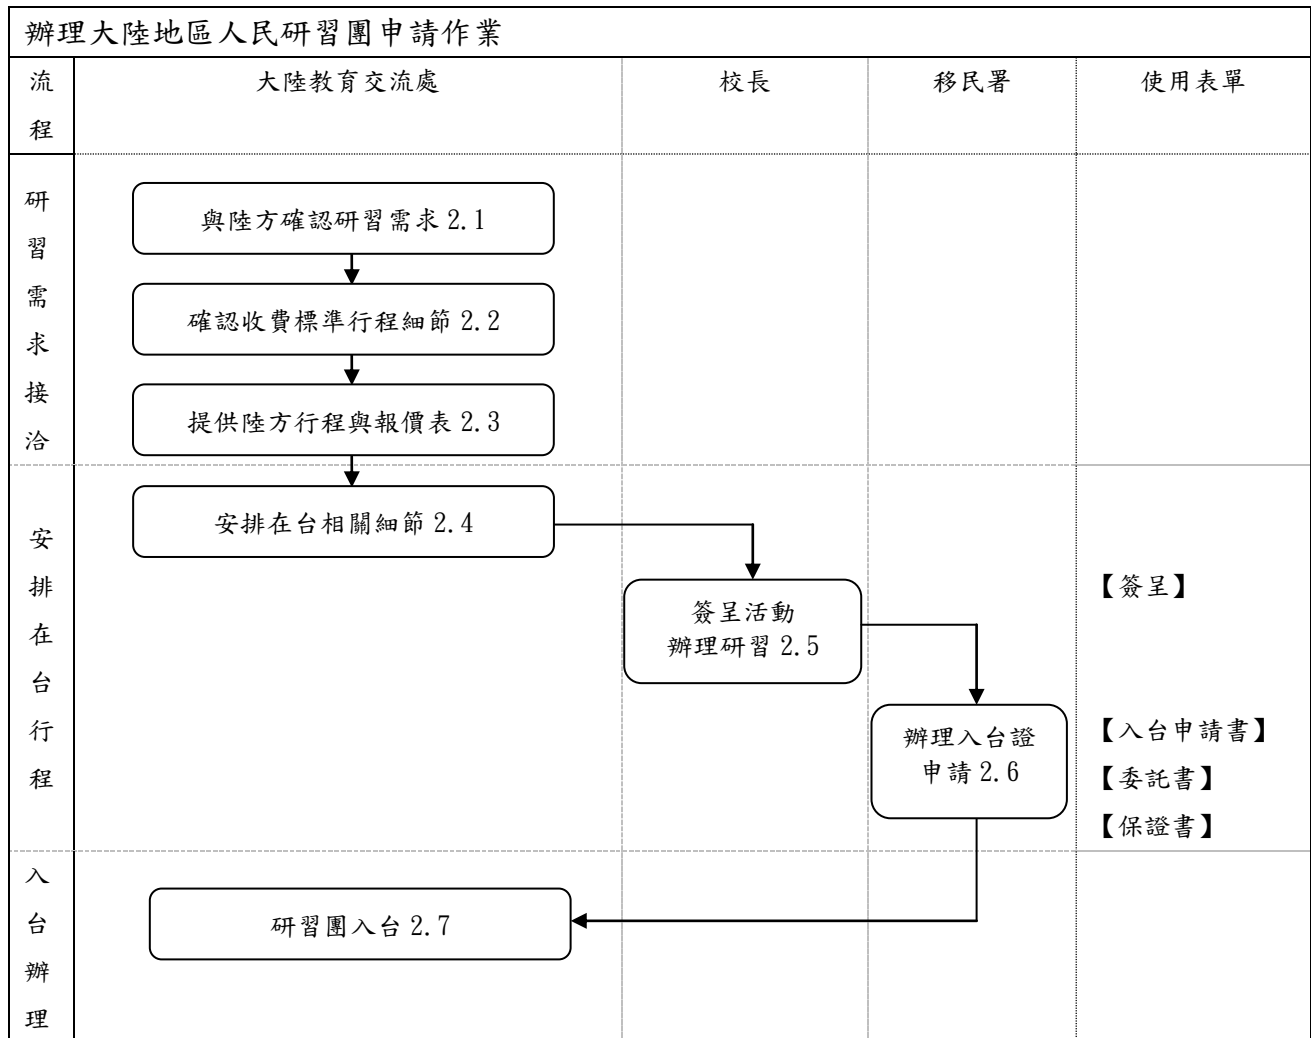 辦理大陸地區人民研習團申請作業
流程
大陸教育交流處
校長
移民署
使用表單
研習需求接洽
與陸方確認研習需求 2.1
確認收費標準行程細節 2.2
提供陸方行程與報價表 2.3
安排在台行程
安排在台相關細節 2.4
簽呈活動
辦理研習 2.5
【簽呈】
辦理入台證
申請 2.6
【入台申請書】
【委託書】
【保證書】
入台辦理
研習團入台 2.7